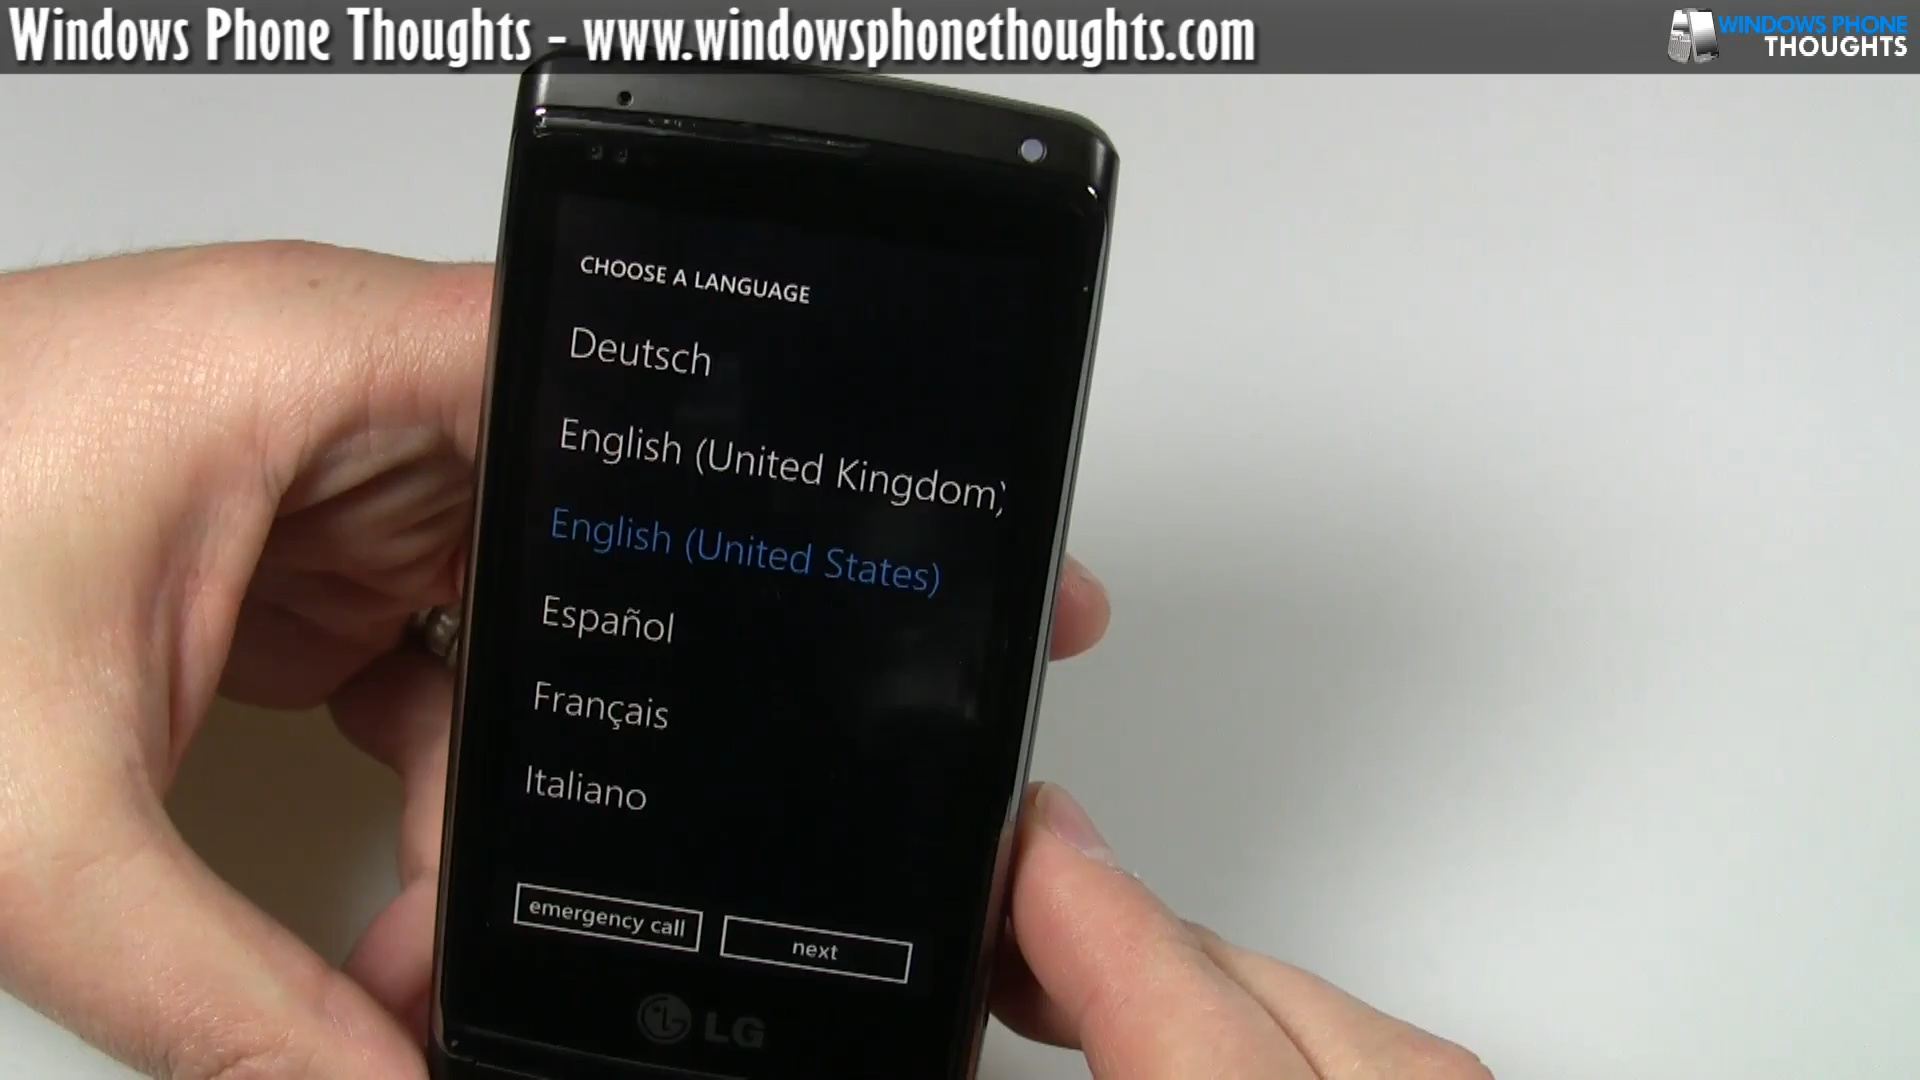 Windows Phone Thoughts - www.windowsphonethoughts.com
WINDOWS PHONE
THOUGHTS
CHOOSE A LANGUAGE
Deutsch
English (United Kingdom)
English (United States)
Español
Français
Italiano
emergency call
next
LG